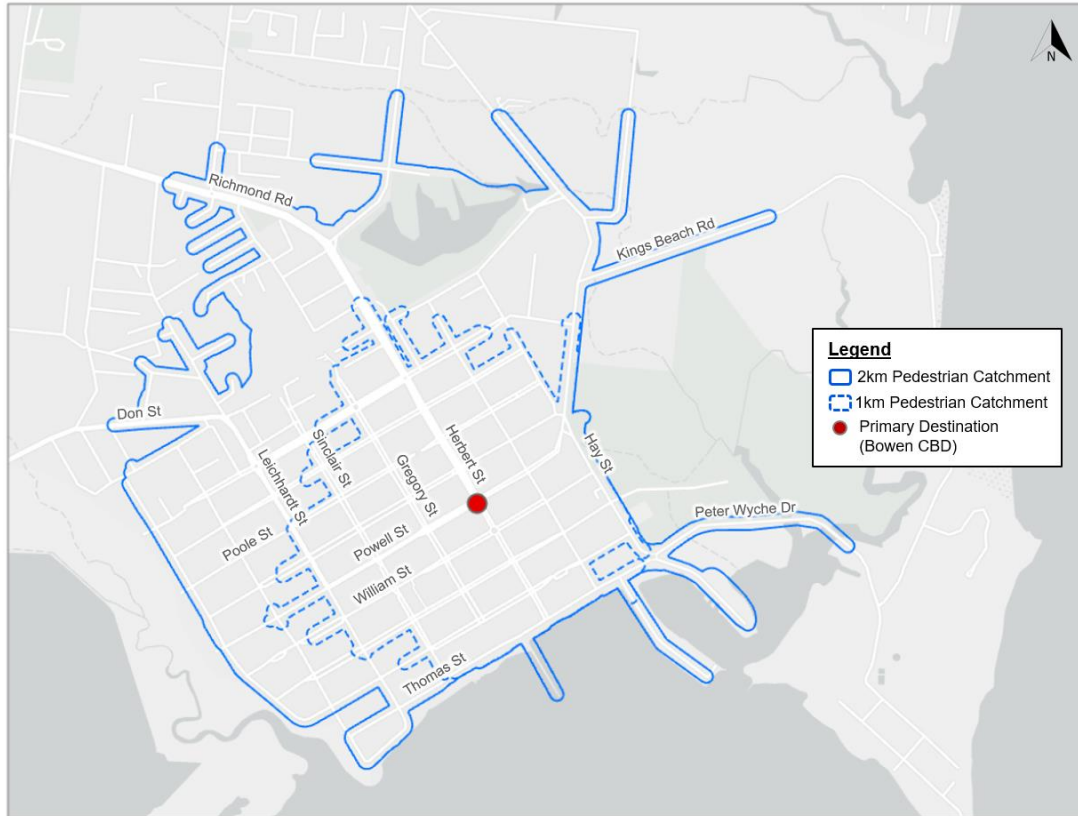 N
Richmond Rd
Kings Beach Rd
Legend
2km Pedestrian Catchment
1km Pedestrian Catchment
Primary Destination
(Bowen CBD)
Don St
Sinclair St
Herbert St
Hay St
Leichhardt St
Gregory St
Poole St
Powell St
Peter Wyche Dr
William St
Thomas St